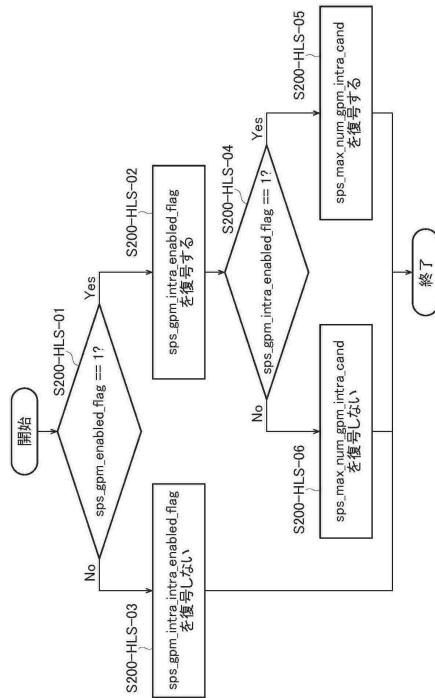 開始
S200-HLS-01
sps_gpm_enabled_flag == 1?
No
Yes
S200-HLS-03
sps_gpm_intra_intra_enabled_flag
を復号しない
S200-HLS-02
sps_gpm_intra_enabled_flag
を復号する
S200-HLS-04
sps_gpm_intra_enabled_flag == 1?
No
Yes
S200-HLS-06
sps_max_num_gpm_intra_cand
を復号しない
S200-HLS-05
sps_max_num_gpm_intra_cand
を復号する
終了